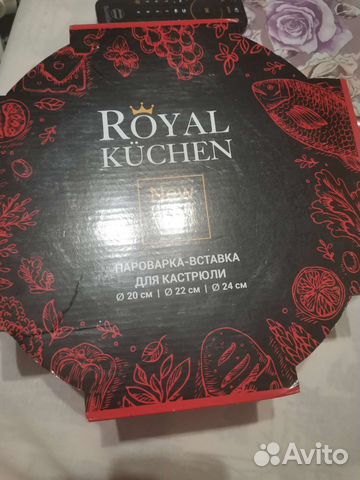 ROYAL
KÜCHEN
New
ПАРОВАРКА-ВСТАВКА
ДЛЯ КАСТРЮЛИ
Ø 20 см | Ø 22 см | Ø 24 см
Avito